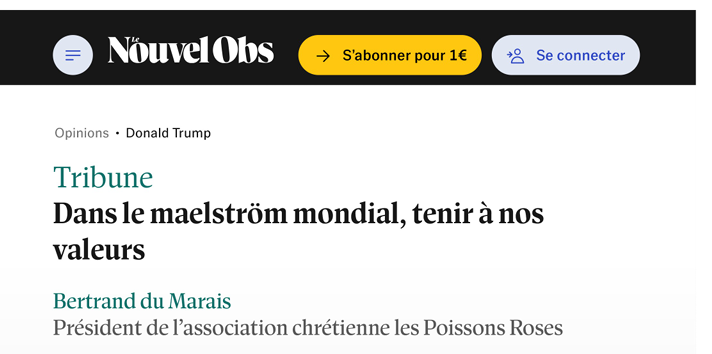 Le Nouvel Obs
S'abonner pour 1€
Se connecter
Opinions • Donald Trump
Tribune
Dans le maelström mondial, tenir à nos
valeurs
Bertrand du Marais
Président de l’association chrétienne les Poissons Roses